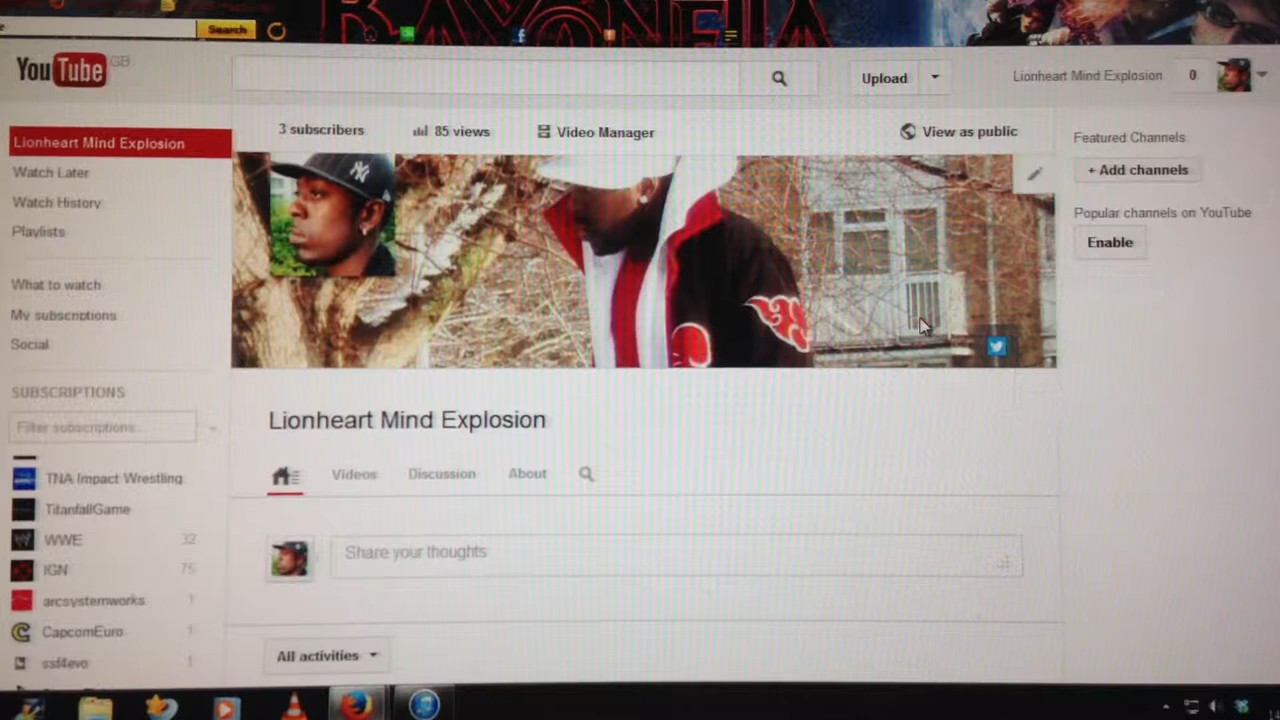 BAYONETTA
Search
YouTube GB
Upload
Lionheart Mind Explosion
0
Lionheart Mind Explosion
Watch Later
Watch History
Playlists
What to watch
My subscriptions
Social
SUBSCRIPTIONS
Filter subscriptions
TNA Impact Wrestling
TitanfallGame
WWE 32
IGN 75
arcsystemworks 1
CapcomEuro 1
ssf4evo 1
3 subscribers
85 views
Video Manager
View as public
Lionheart Mind Explosion
Videos
Discussion
About
Share your thoughts
All activities
Featured Channels
+ Add channels
Popular channels on YouTube
Enable